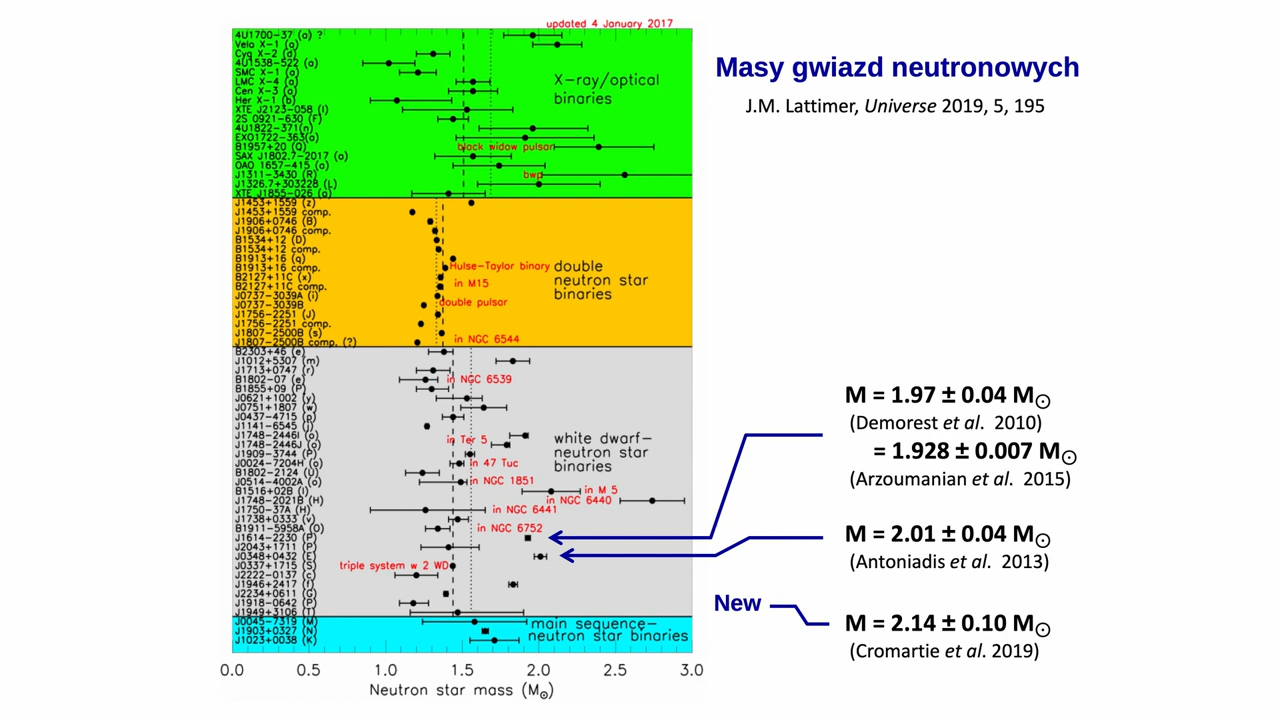 updated 4 January 2017
4U1700-37 (a) ?
Vela X-1 (a)
Cyg X-2 (d)
4U1538-522 (a)
SMC X-1 (a)
LMC X-4 (a)
Cen X-3 (a)
Her X-1 (b)
XTE J2123-058 (l)
2S 0921-630 (F)
4U1822-371(n)
EXO1722-363(a)
B1957+20 (Q)
SAX J1802.7-2017 (a)
OAO 1657-415 (a)
J1311-3430 (R)
J1326.7+303228 (L)
XTE J1855-026 (a)
X-ray/optical
binaries
black widow pulsar
bwp
J1453+1559 (z)
J1453+1559 comp.
J1906+0746 (B)
J1906+0746 comp.
B1534+12 (D)
B1534+12 comp.
B1913+16 (q)
B1913+16 comp.
B2127+11C (x)
B2127+11C comp.
J0737-3039A (i)
J0737-3039B
J1756-2251 (J)
J1756-2251 comp.
J1807-2500B (s)
J1807-2500B comp. (?)
Hulse-Taylor binary
in M15
double pulsar
in NGC 6544
double
neutron star
binaries
B2303+46 (e)
J1012+5307 (m)
J1713+0747 (r)
B1802-07 (e)
B1855+09 (P)
J0621+1002 (y)
J0751+1807 (w)
J0437-4715 (p)
J1141-6545 (j)
J1748-2446I (o)
J1748-2446J (o)
J1909-3744 (P)
J0024-7204H (o)
B1802-2124 (U)
J0514-4002A (o)
B1516+02B (I)
J1748-2021B (H)
J1750-37A (H)
J1738+0333 (v)
B1911-5958A (O)
J1614-2230 (P)
J2043+1711 (P)
J0348+0432 (E)
J0337+1715 (S)
J2222-0137 (c)
J1946+2417 (f)
J2234+0611 (G)
J1918-0642 (P)
J1949+3106 (T)
in NGC 6539
in Ter 5
in 47 Tuc
in NGC 1851
in M 5
in NGC 6440
in NGC 6441
in NGC 6752
triple system w 2 WD
white dwarf-
neutron star
binaries
J0045-7319 (M)
J1903+0327 (N)
J1023+0038 (K)
main sequence-
neutron star binaries
0.0 0.5 1.0 1.5 2.0 2.5 3.0
Neutron star mass (M⊙)
Masy gwiazd neutronowych
J.M. Lattimer, Universe 2019, 5, 195
M = 1.97 ± 0.04 M⊙
(Demorest et al. 2010)
= 1.928 ± 0.007 M⊙
(Arzoumanian et al. 2015)
M = 2.01 ± 0.04 M⊙
(Antoniadis et al. 2013)
New
M = 2.14 ± 0.10 M⊙
(Cromartie et al. 2019)